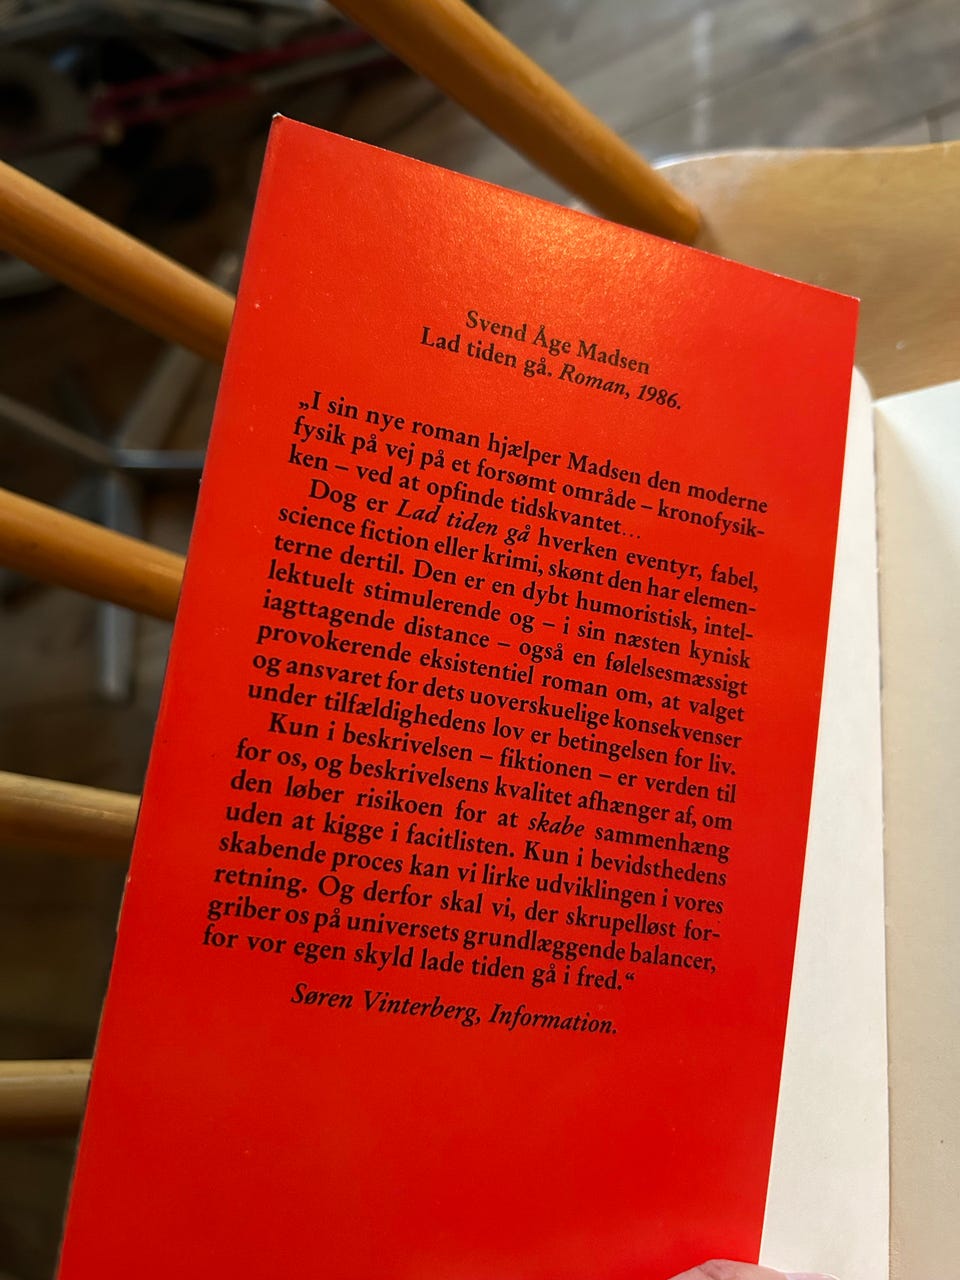 Svend Åge Madsen
Lad tiden gå. Roman, 1986.
„I sin nye roman hjælper Madsen den moderne
fysik på vej på et forsømt område – kronofysik-
ken – ved at opfinde tidskvantet...
Dog er Lad tiden gå hverken eventyr, fabel,
science fiction eller krimi, skønt den har elemen-
terne dertil. Den er en dybt humoristisk, intel-
lektuelt stimulerende og – i sin næsten kynisk
iagttagende distance – også en følelsesmæssigt
provokerende eksistentiel roman om, at valget
og ansvaret for dets uoverskuelige konsekvenser
under tilfældighedens lov er betingelsen for liv.
Kun i beskrivelsen – fiktionen – er verden til
for os, og beskrivelsens kvalitet afhænger af, om
den løber risikoen for at skabe sammenhæng
uden at kigge i facitlisten. Kun i bevidsthedens
skabende proces kan vi lirke udviklingen i vores
retning. Og derfor skal vi, der skrupelløst for-
griber os på universets grundlæggende balancer,
for vor egen skyld lade tiden gå i fred.“
Søren Vinterberg, Information.